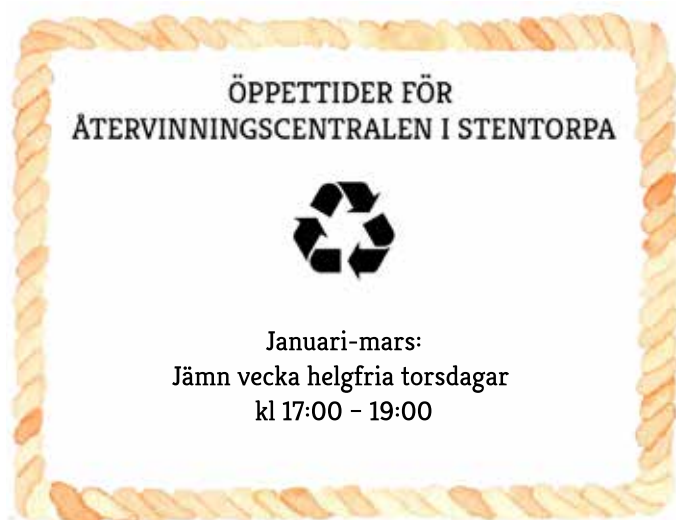 ÖPPETTIDER FÖR
ÅTERVINNINGSCENTRALEN I STENTORPA
Januari-mars:
Jämn vecka helgfria torsdagar
kl 17:00 - 19:00